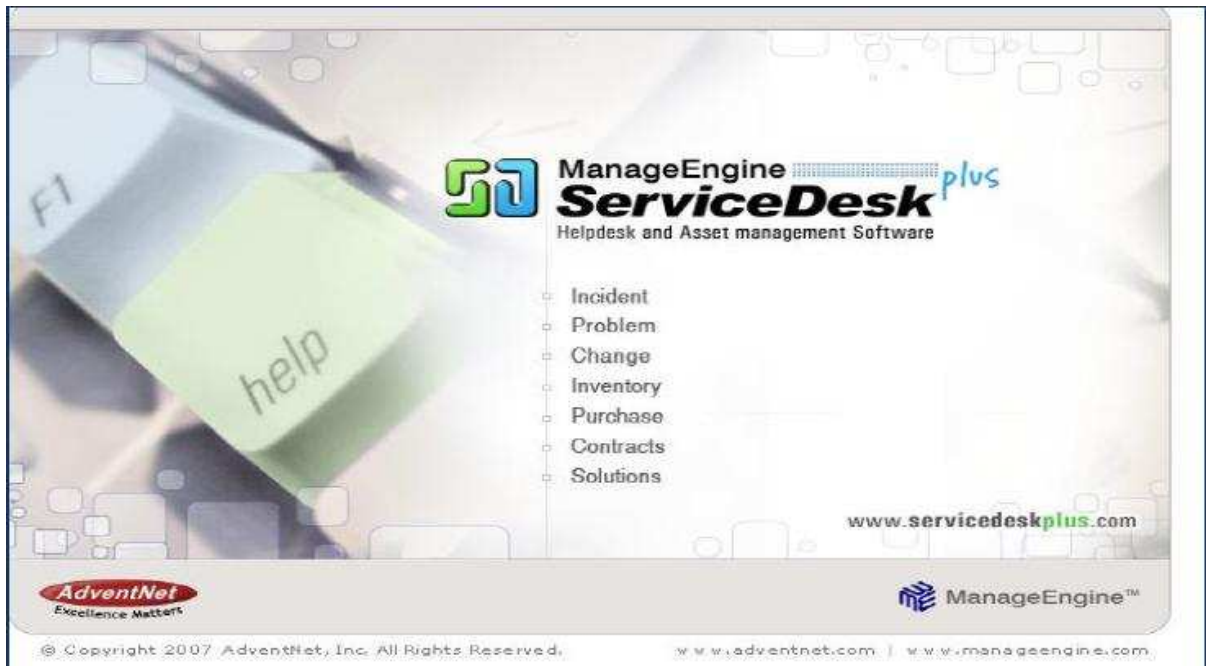 F1
help
ManageEngine
ServiceDesk plus
Helpdesk and Asset management Software
Incident
Problem
Change
Inventory
Purchase
Contracts
Solutions
www.servicedeskplus.com
AdventNet
Excellence Matters
ManageEngine™
© Copyright 2007 AdventNet, Inc. All Rights Reserved.
www.adventnet.com | www.manageengine.com